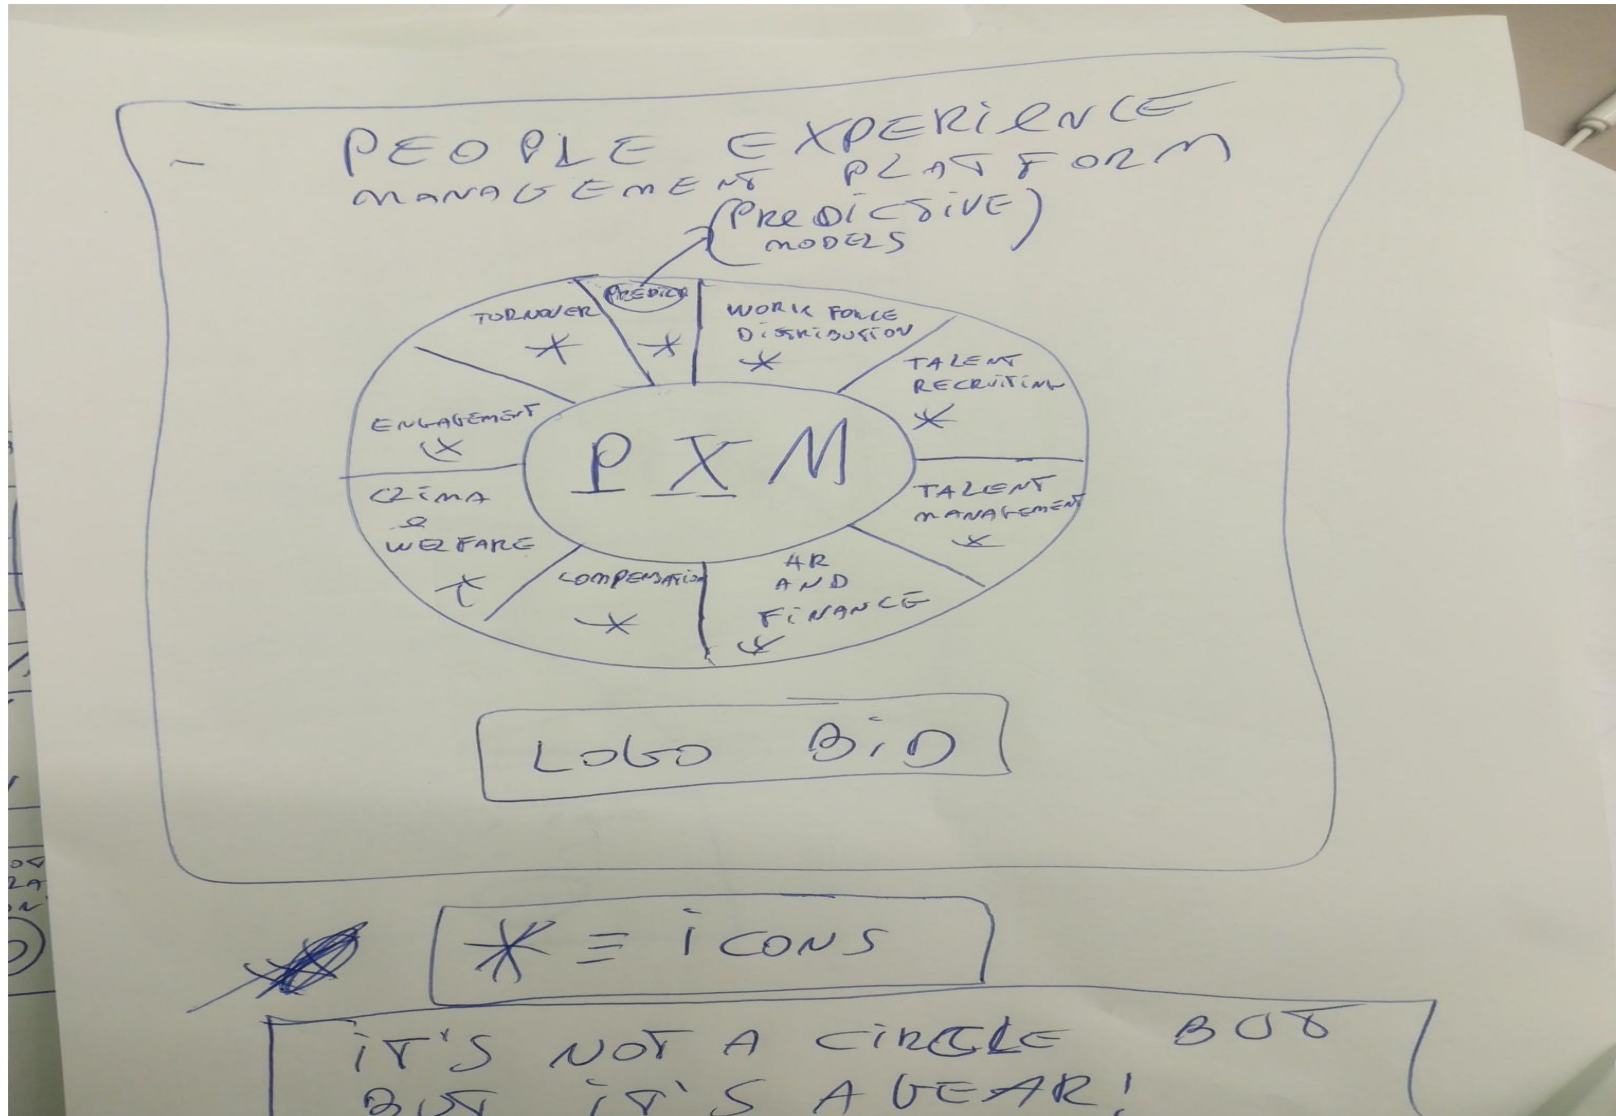 PEOPLE EXPERIENCE
MANAGEMENT PLATFORM
(PREDICTIVE)
MODELS
PREDICT
TURNOVER
*
*
WORK FORCE
DISTRIBUTION
*
TALENT
RECRUITING
*
ENGAGEMENT
*
PXM
CLIMA
e
WELFARE
*
TALENT
MANAGEMENT
*
COMPENSATION
*
AR
AND
FINANCE
*
LOGO BID
* ≡ ICONS
IT'S NOT A CIRCLE BUT
BUT IT'S A GEAR!